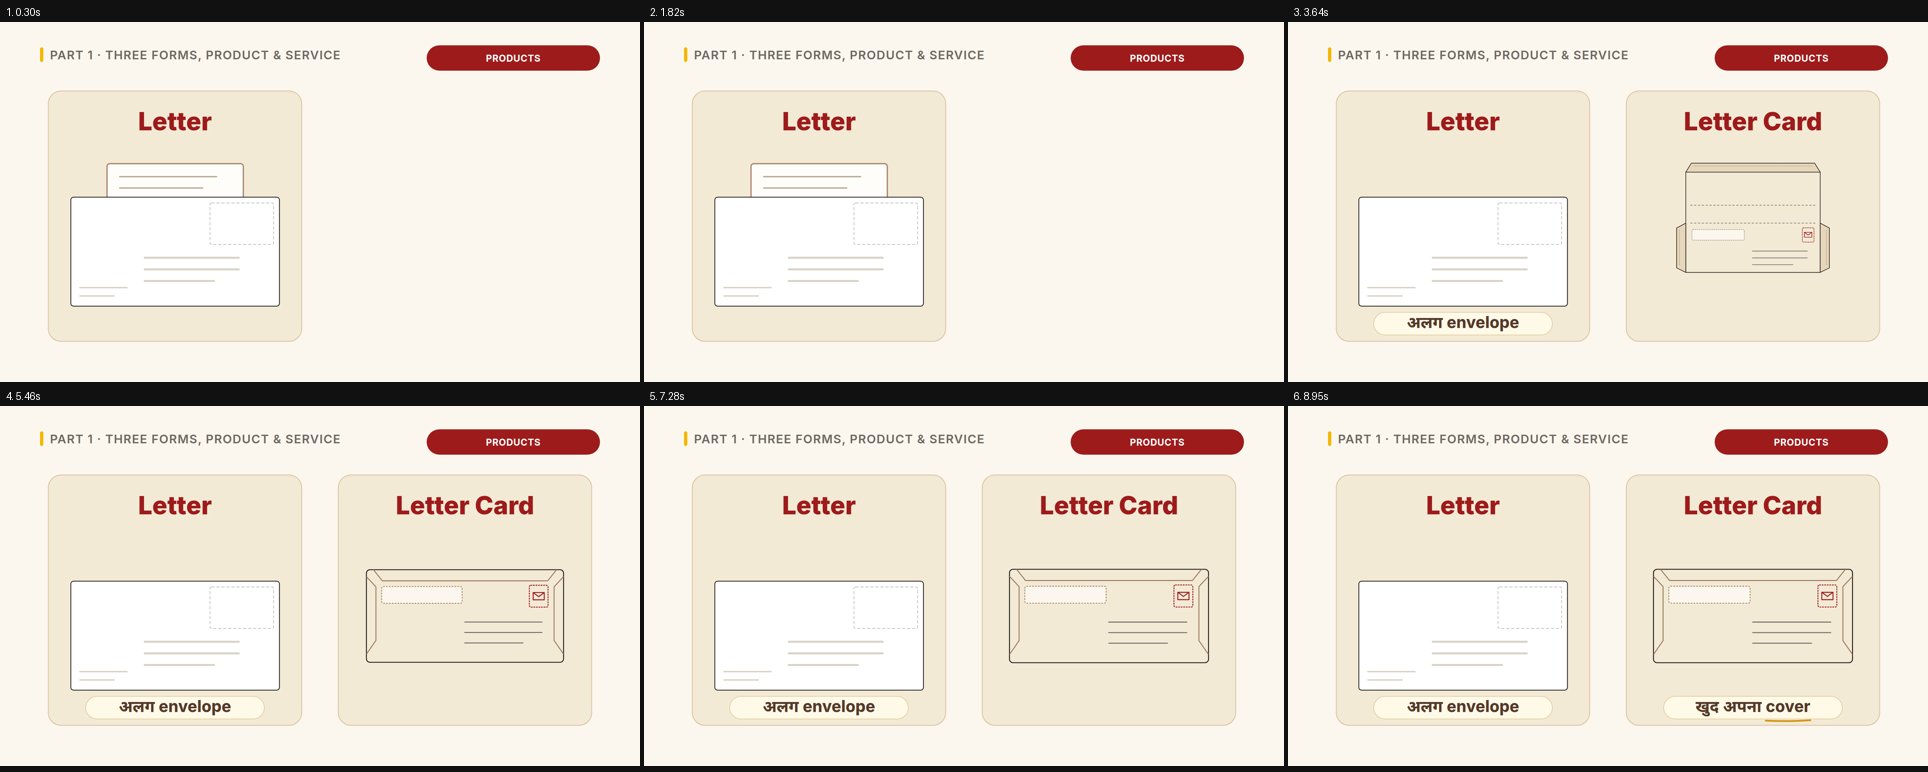 1. 0.30s
PART 1 · THREE FORMS, PRODUCT & SERVICE
PRODUCTS
Letter
2. 1.82s
PART 1 · THREE FORMS, PRODUCT & SERVICE
PRODUCTS
Letter
3. 3.64s
PART 1 · THREE FORMS, PRODUCT & SERVICE
PRODUCTS
Letter
Letter Card
अलग envelope
4. 5.46s
PART 1 · THREE FORMS, PRODUCT & SERVICE
PRODUCTS
Letter
Letter Card
अलग envelope
5. 7.28s
PART 1 · THREE FORMS, PRODUCT & SERVICE
PRODUCTS
Letter
Letter Card
अलग envelope
6. 8.95s
PART 1 · THREE FORMS, PRODUCT & SERVICE
PRODUCTS
Letter
Letter Card
अलग envelope
खुद अपना cover